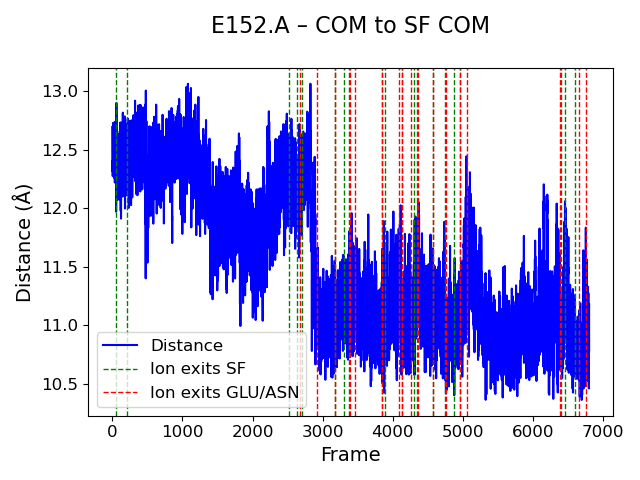 E152.A – COM to SF COM
Distance (Å)
13.0
12.5
12.0
11.5
11.0
10.5
Distance
Ion exits SF
Ion exits GLU/ASN
0 1000 2000 3000 4000 5000 6000 7000
Frame